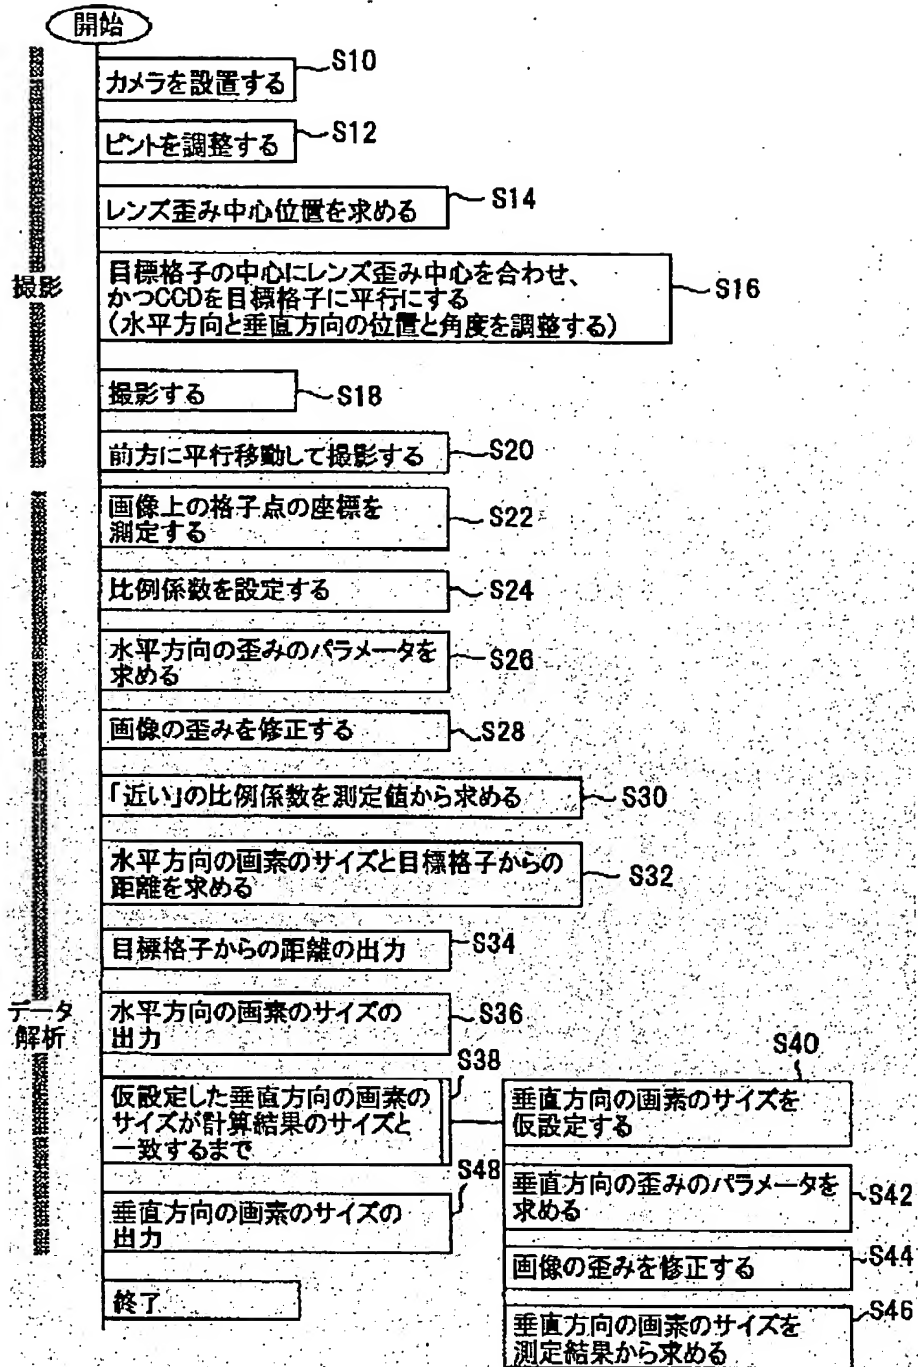 開始
カメラを設置する
S10
ピントを調整する
S12
レンズ歪み中心位置を求める
S14
撮影
目標格子の中心にレンズ歪み中心を合わせ、
かつCCDを目標格子に平行にする
(水平方向と垂直方向の位置と角度を調整する)
S16
撮影する
S18
前方に平行移動して撮影する
S20
画像上の格子点の座標を
測定する
S22
比例係数を設定する
S24
水平方向の歪みのパラメータを
求める
S26
画像の歪みを修正する
S28
「近い」の比例係数を測定値から求める
S30
水平方向の画素のサイズと目標格子からの
距離を求める
S32
目標格子からの距離の出力
S34
データ
解析
水平方向の画素のサイズの
出力
S36
仮設定した垂直方向の画素の
サイズが計算結果のサイズと
一致するまで
S38
垂直方向の画素のサイズを
仮設定する
S40
垂直方向の歪みのパラメータを
求める
S42
画像の歪みを修正する
S44
垂直方向の画素のサイズを
測定結果から求める
S46
垂直方向の画素のサイズの
出力
S48
終了